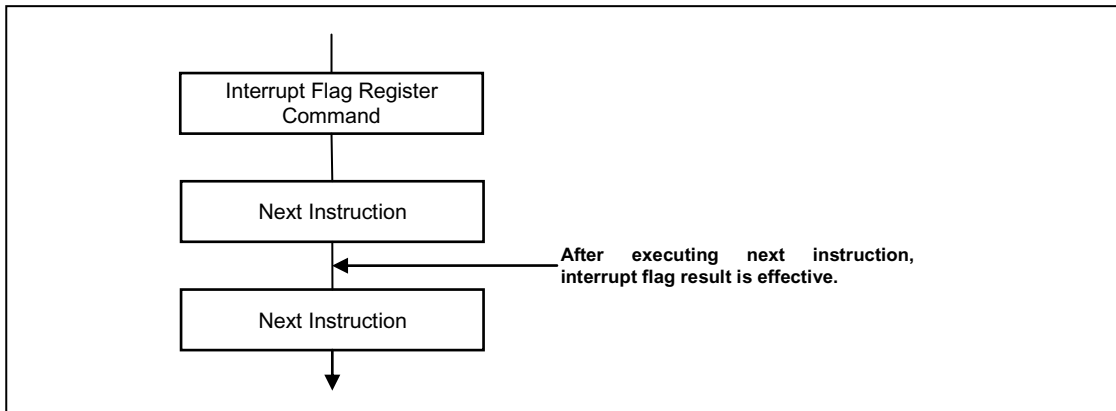 Interrupt Flag Register
Command
Next Instruction
After executing next instruction,
interrupt flag result is effective.
Next Instruction